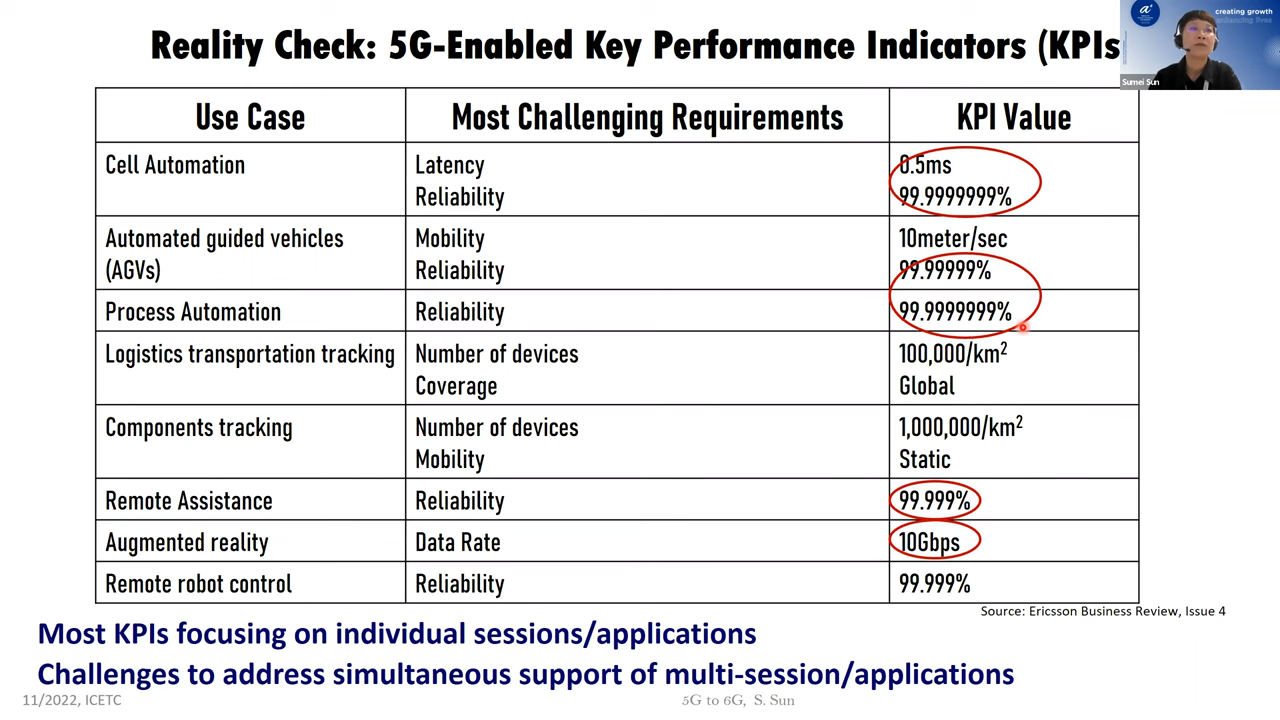 Reality Check: 5G-Enabled Key Performance Indicators (KPIs
creating growth
enhancing lives
Sumei Sun
Use Case Most Challenging Requirements KPI Value
Cell Automation Latency 0.5ms
Reliability 99.9999999%
Automated guided vehicles Mobility 10meter/sec
(AGVs) Reliability 99.99999%
Process Automation Reliability 99.9999999%
Logistics transportation tracking Number of devices 100,000/km²
Coverage Global
Components tracking Number of devices 1,000,000/km²
Mobility Static
Remote Assistance Reliability 99.999%
Augmented reality Data Rate 10Gbps
Remote robot control Reliability 99.999%
Source: Ericsson Business Review, Issue 4
Most KPIs focusing on individual sessions/applications
Challenges to address simultaneous support of multi-session/applications
11/2022, ICETC 5G to 6G, S. Sun